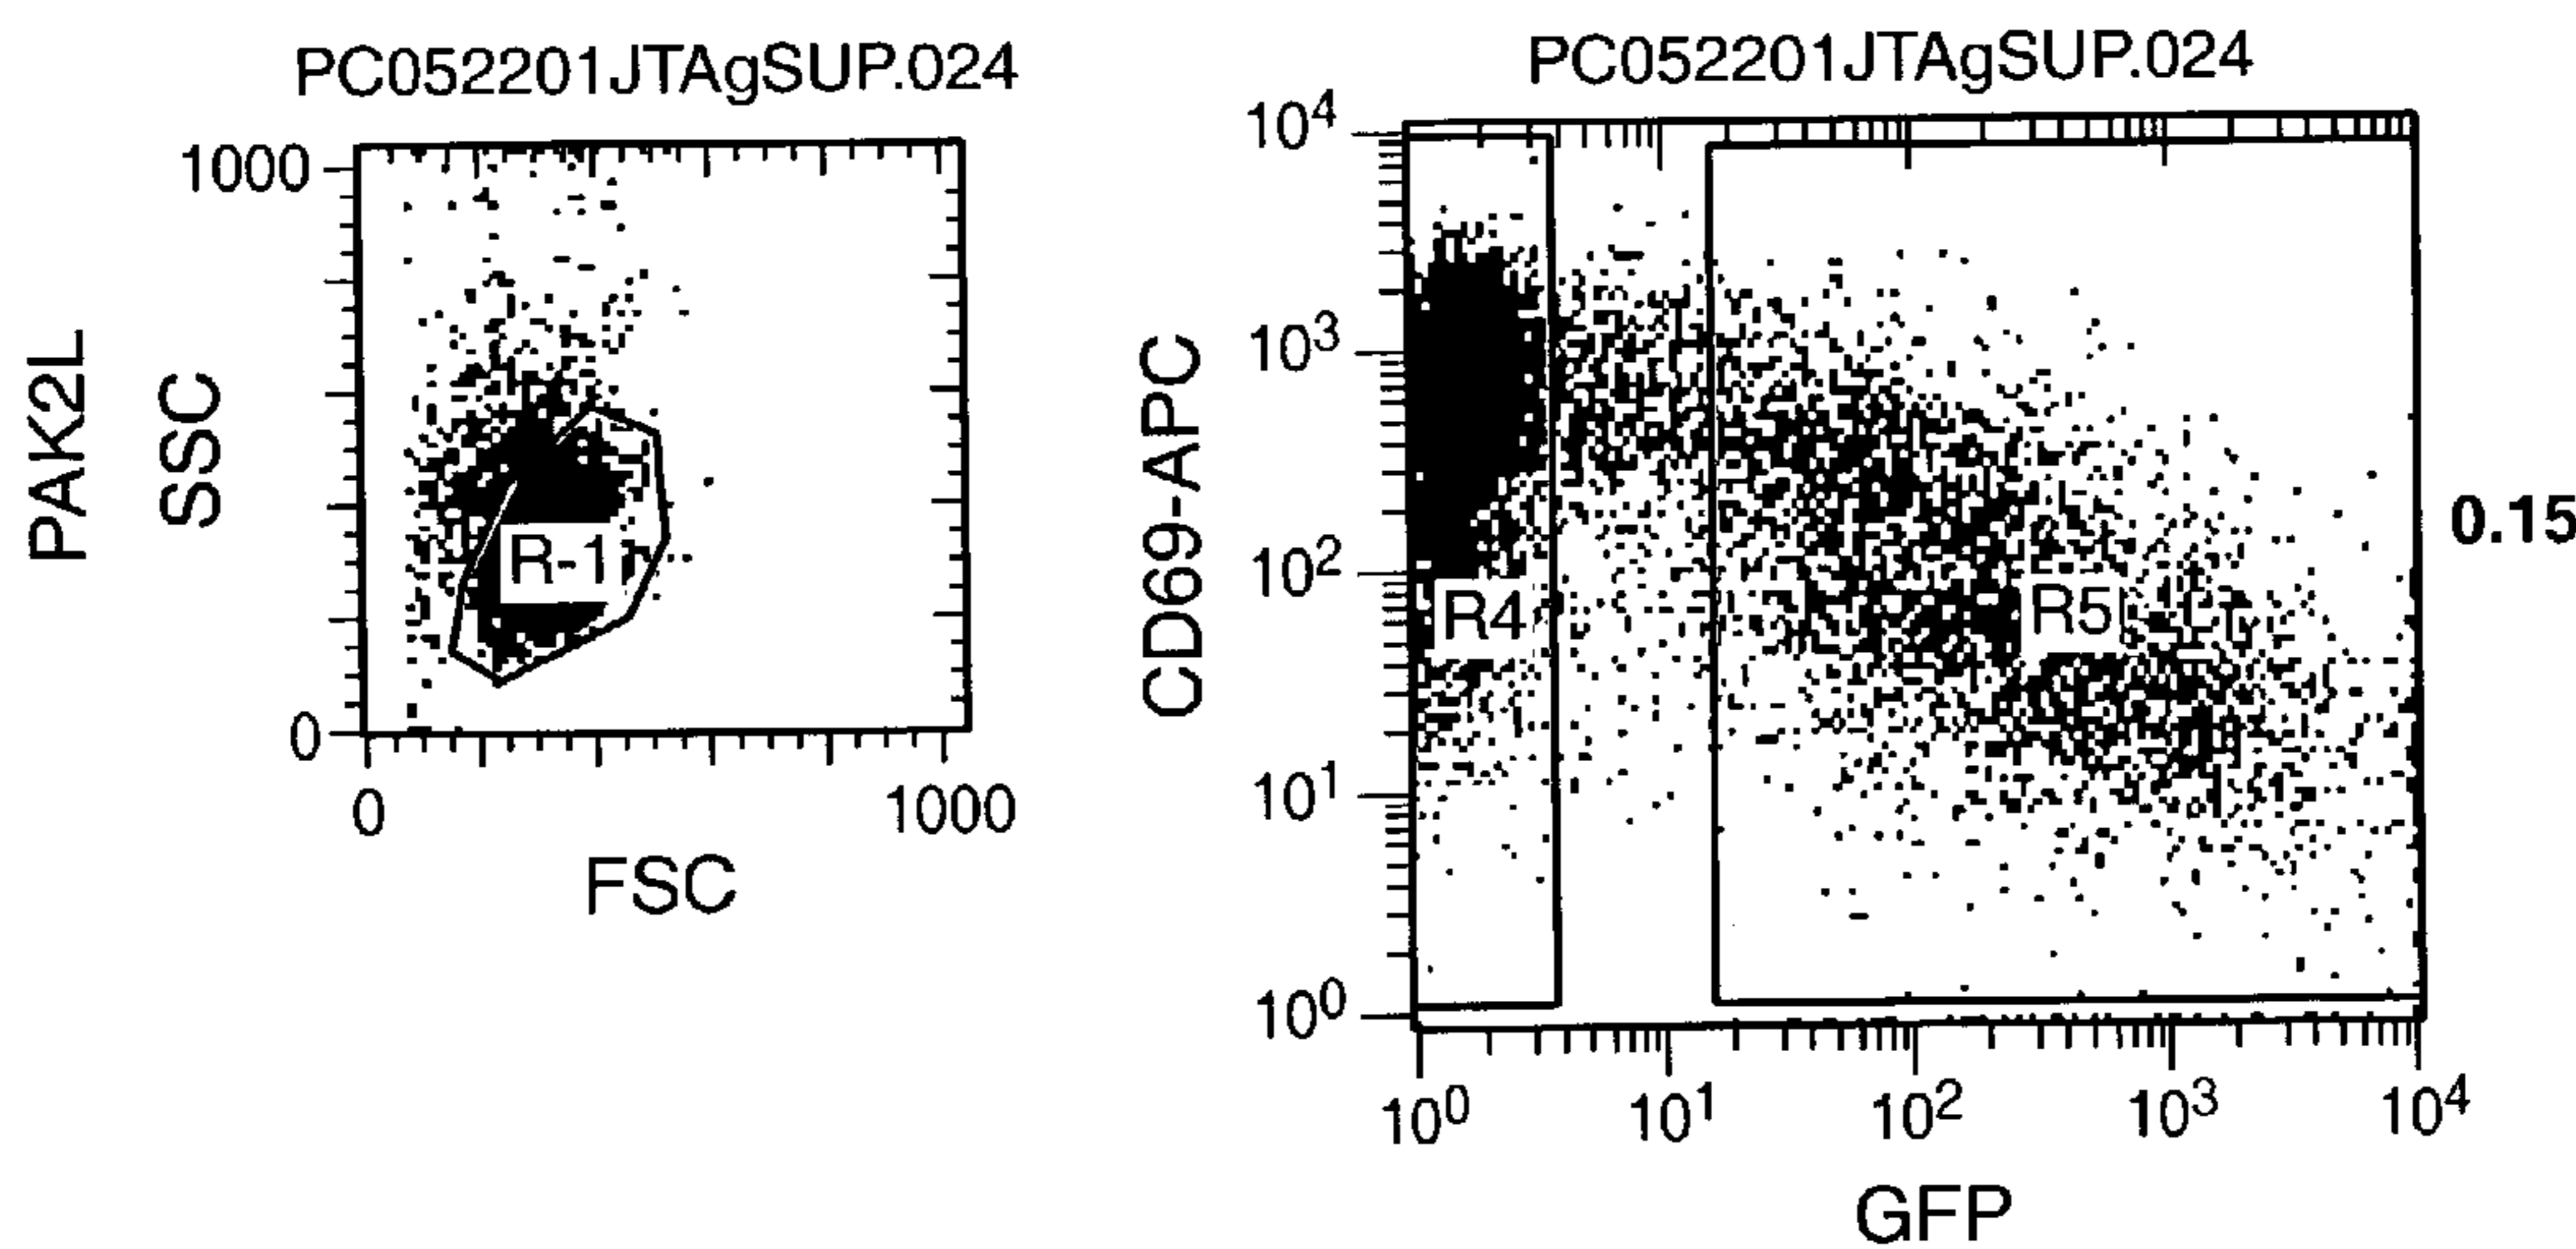 PC052201JTAgSUP.024
PAK2L
SSC
1000
0
R-1
0
1000
FSC
PC052201JTAgSUP.024
CD69-APC
10⁴
10³
10²
10¹
10⁰
R4
R5
0.15
10⁰
10¹
10²
10³
10⁴
GFP